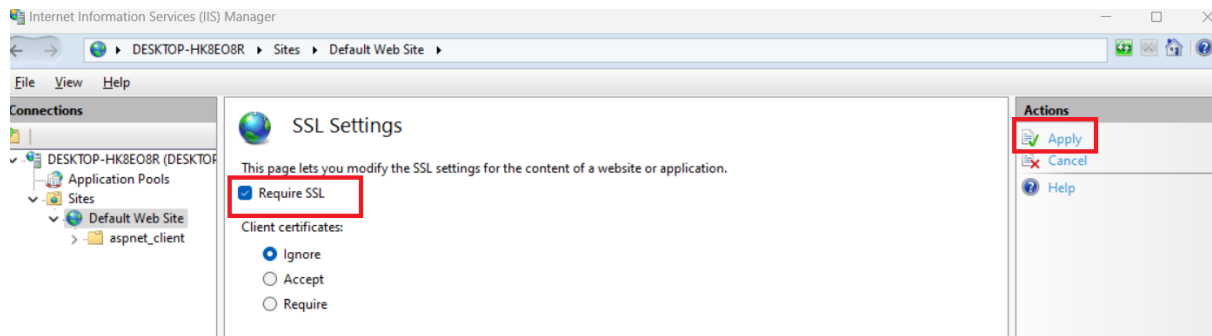 Internet Information Services (IIS) Manager
DESKTOP-HK8EO8R Sites Default Web Site
File View Help
Connections
DESKTOP-HK8EO8R (DESKTOP
Application Pools
Sites
Default Web Site
aspnet_client
SSL Settings
This page lets you modify the SSL settings for the content of a website or application.
Require SSL
Client certificates:
Ignore
Accept
Require
Actions
Apply
Cancel
Help